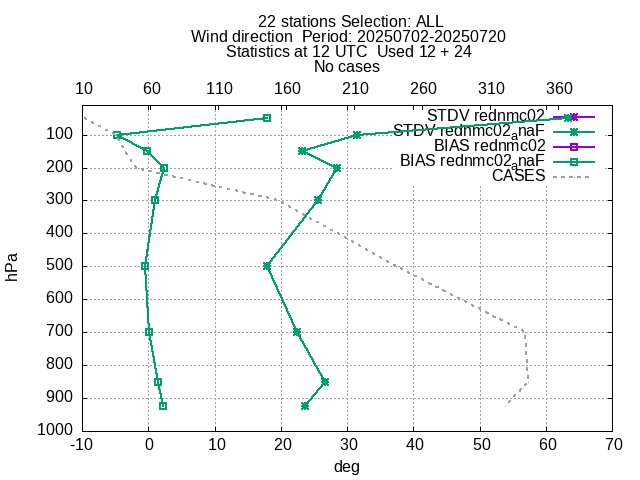 22 stations Selection: ALL
Wind direction  Period: 20250702-20250720
Statistics at 12 UTC  Used 12 + 24
No cases
10 60 110 160 210 260 310 360
STDV rednmc02
STDV rednmc02anaF
BIAS rednmc02
BIAS rednmc02anaF
CASES
100
200
300
400
500
600
700
800
900
1000
hPa
-10 0 10 20 30 40 50 60 70
deg